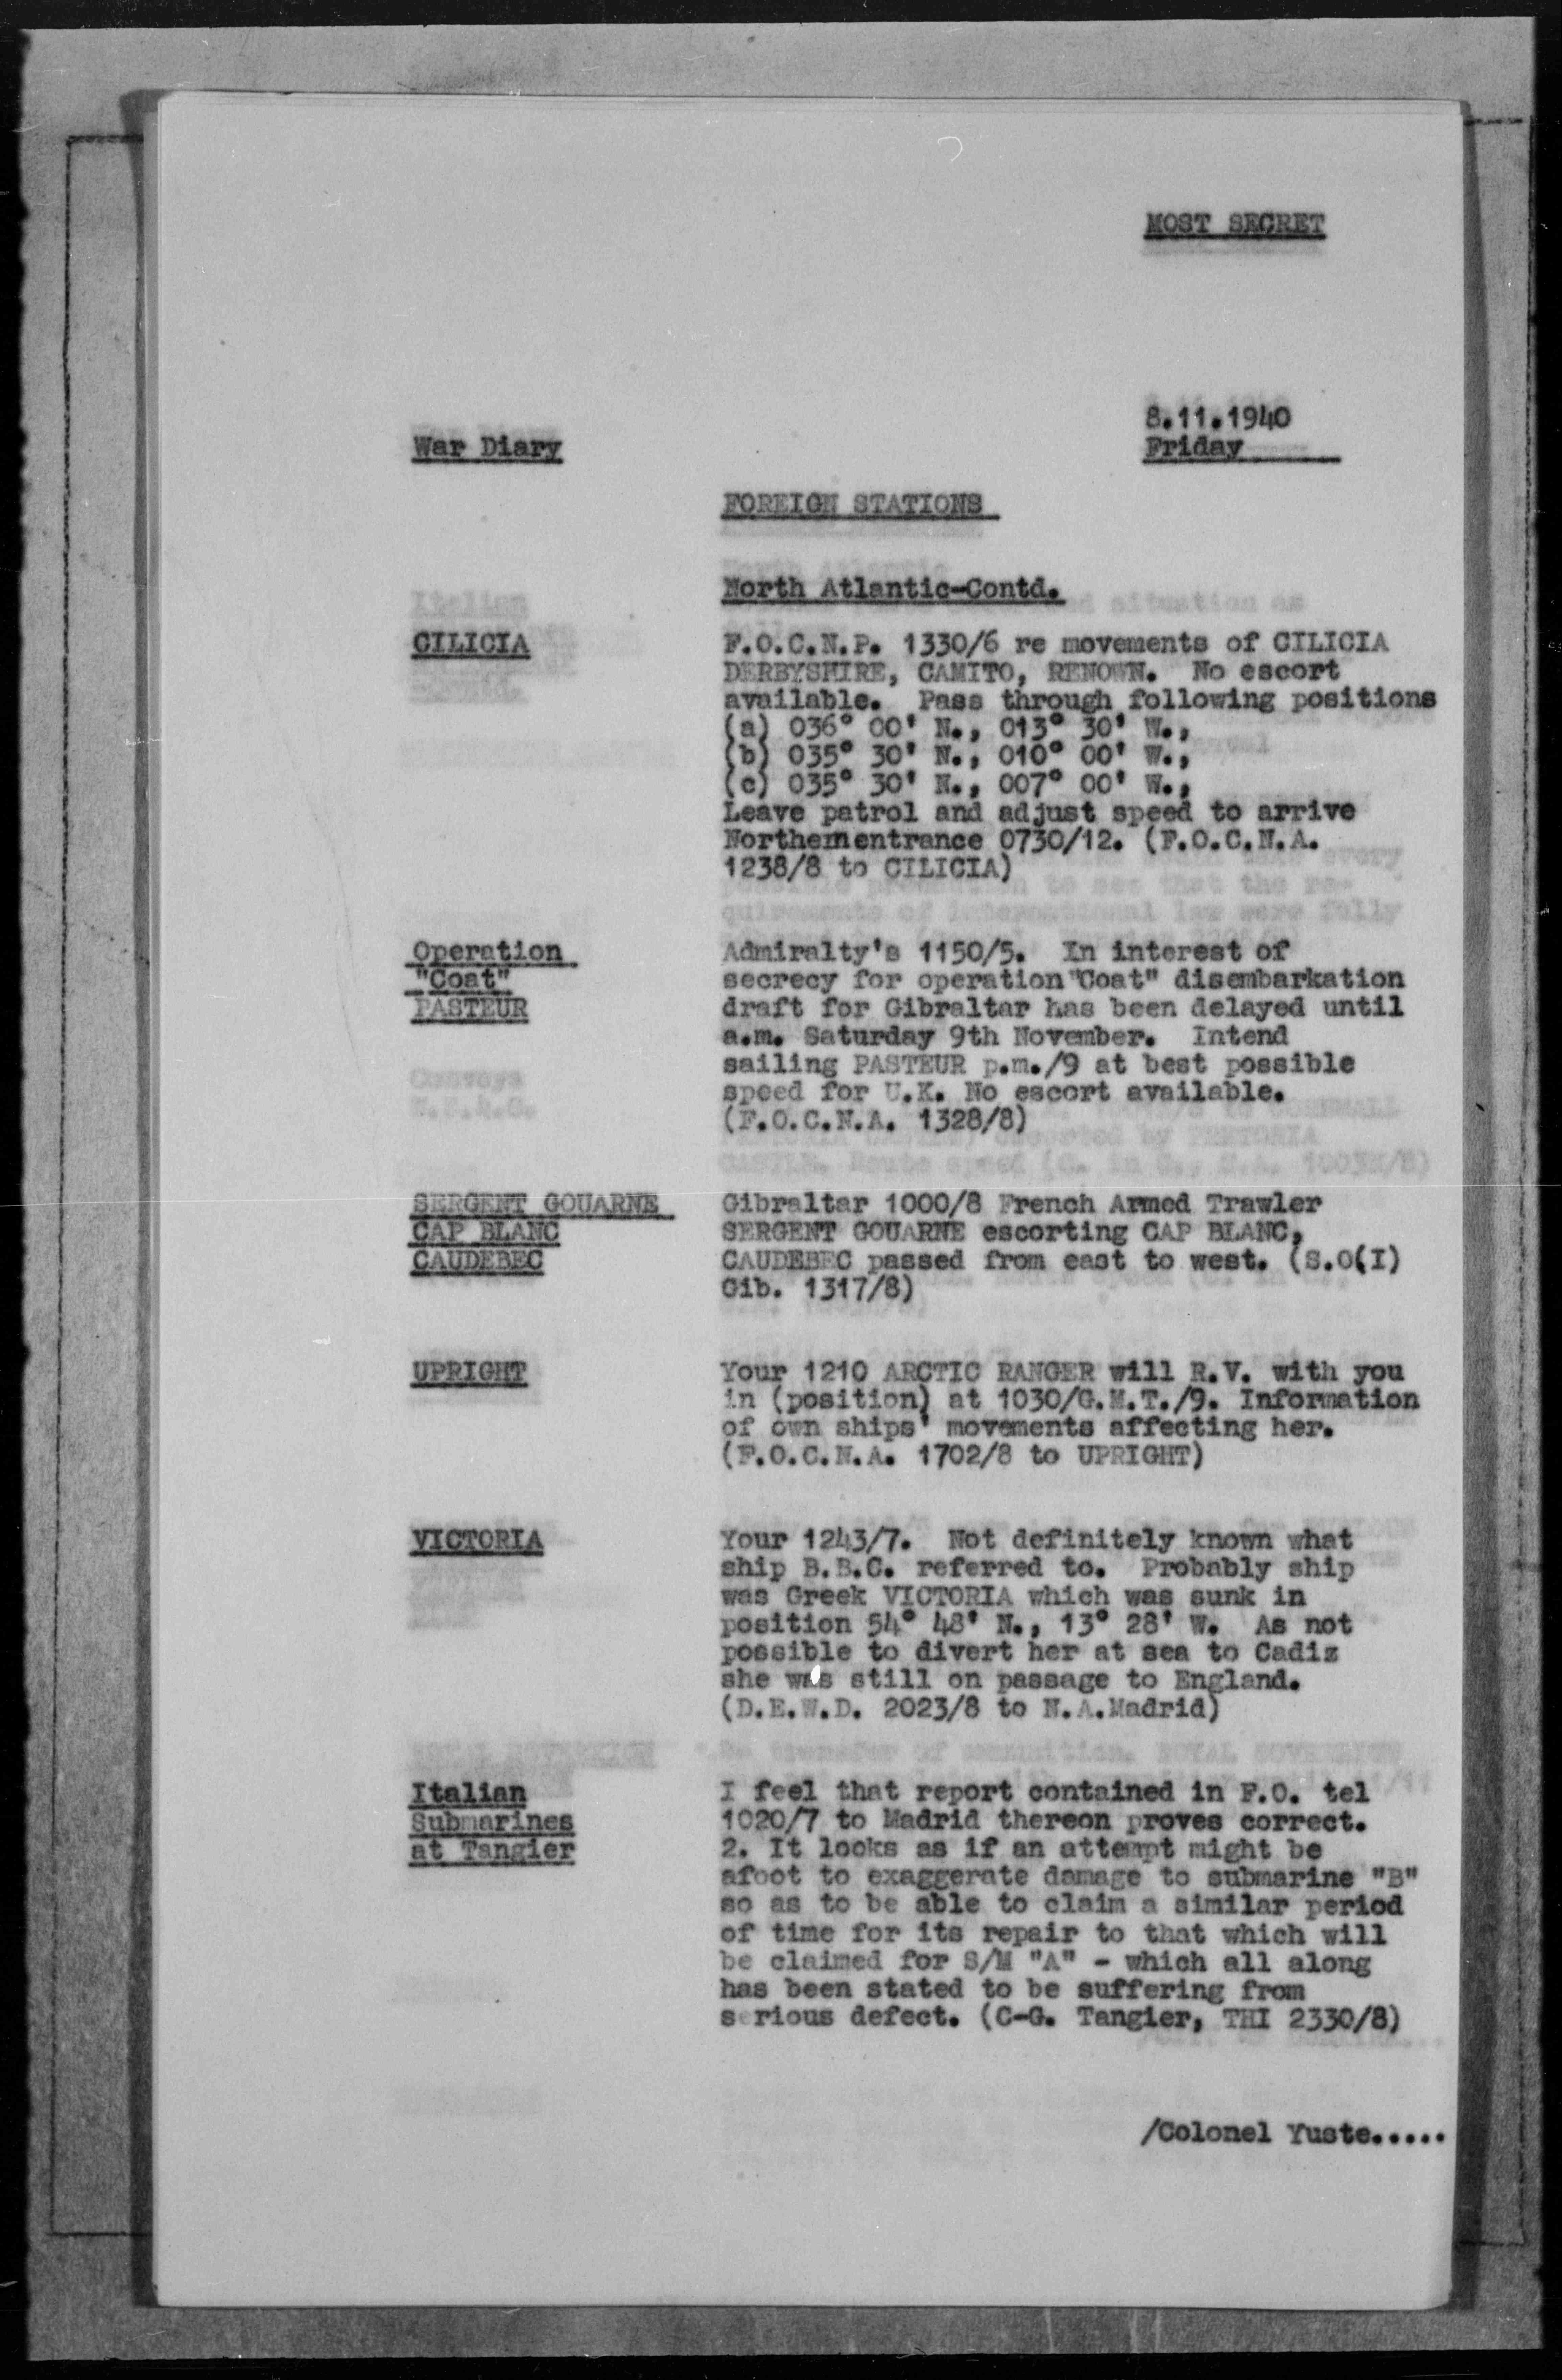 MOST SECRET
8.11.1940
War Diary
Friday
FOREIGN STATIONS
North Atlantic-Contd.
CILICIA
F.O.C.N.P. 1330/6 re movements of CILICIA
DERBYSHIRE, CAMITO, RENOWN. No escort
available. Pass through following positions
(a) 036° 00' N., 013° 30' W.,
(b) 035° 30' N., 010° 00' W.,
(c) 035° 30' N., 007° 00' W.,
Leave patrol and adjust speed to arrive
Northern entrance 0730/12. (F.O.C.N.A.
1238/8 to CILICIA)
Operation
"Coat"
PASTEUR
Admiralty's 1150/5. In interest of
secrecy for operation "Coat" disembarkation
draft for Gibraltar has been delayed until
a.m. Saturday 9th November. Intend
sailing PASTEUR p.m./9 at best possible
speed for U.K. No escort available.
(F.O.C.N.A. 1328/8)
SERGENT GOUARNE
CAP BLANC
CAUDEBEC
Gibraltar 1000/8 French Armed Trawler
SERGENT GOUARNE escorting CAP BLANC,
CAUDEBEC passed from east to west. (S.O(I)
Gib. 1317/8)
UPRIGHT
Your 1210 ARCTIC RANGER will R.V. with you
in (position) at 1030/G.M.T./9. Information
of own ships' movements affecting her.
(F.O.C.N.A. 1702/8 to UPRIGHT)
VICTORIA
Your 1243/7. Not definitely known what
ship B.B.C. referred to. Probably ship
was Greek VICTORIA which was sunk in
position 54° 48' N., 13° 28' W. As not
possible to divert her at sea to Cadiz
she was still on passage to England.
(D.E.W.D. 2023/8 to N.A.Madrid)
Italian
Submarines
at Tangier
I feel that report contained in F.O. tel
1020/7 to Madrid thereon proves correct.
2. It looks as if an attempt might be
afoot to exaggerate damage to submarine "B"
so as to be able to claim a similar period
of time for its repair to that which will
be claimed for S/M "A" - which all along
has been stated to be suffering from
serious defect. (C-G. Tangier, THI 2330/8)
/Colonel Yuste.....